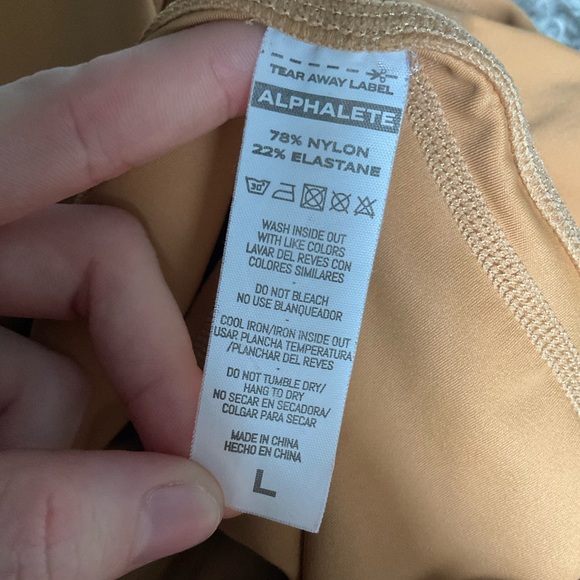 TEAR AWAY LABEL
ALPHALETE
78% NYLON
22% ELASTANE
30°
WASH INSIDE OUT
WITH LIKE COLORS
LAVAR DEL REVES CON
COLORES SIMILARES
-
DO NOT BLEACH
NO USE BLANQUEADOR
-
COOL IRON/IRON INSIDE OUT
USAR PLANCHA TEMPERATURA
/PLANCHAR DEL REVES
-
DO NOT TUMBLE DRY/
HANG TO DRY
NO SECAR EN SECADORA/
COLGAR PARA SECAR
MADE IN CHINA
HECHO EN CHINA
L